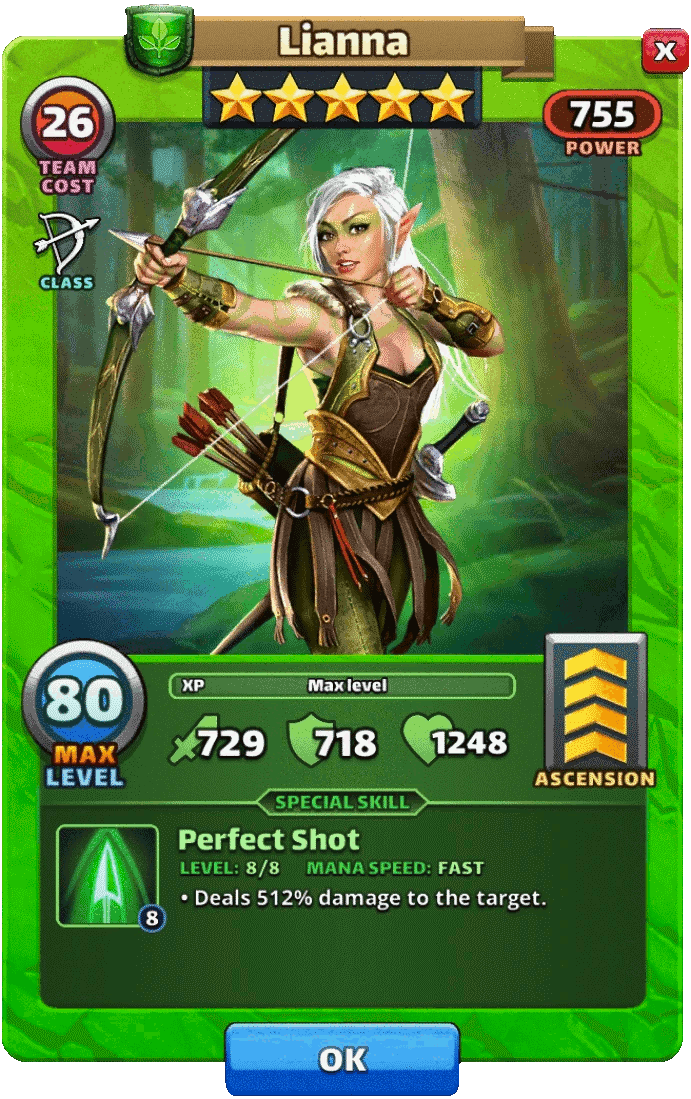 Lianna
X
26
TEAM
COST
755
POWER
CLASS
80
MAX
LEVEL
XP Max level
729 718 1248
ASCENSION
SPECIAL SKILL
Perfect Shot
LEVEL: 8/8 MANA SPEED: FAST
• Deals 512% damage to the target.
8
OK